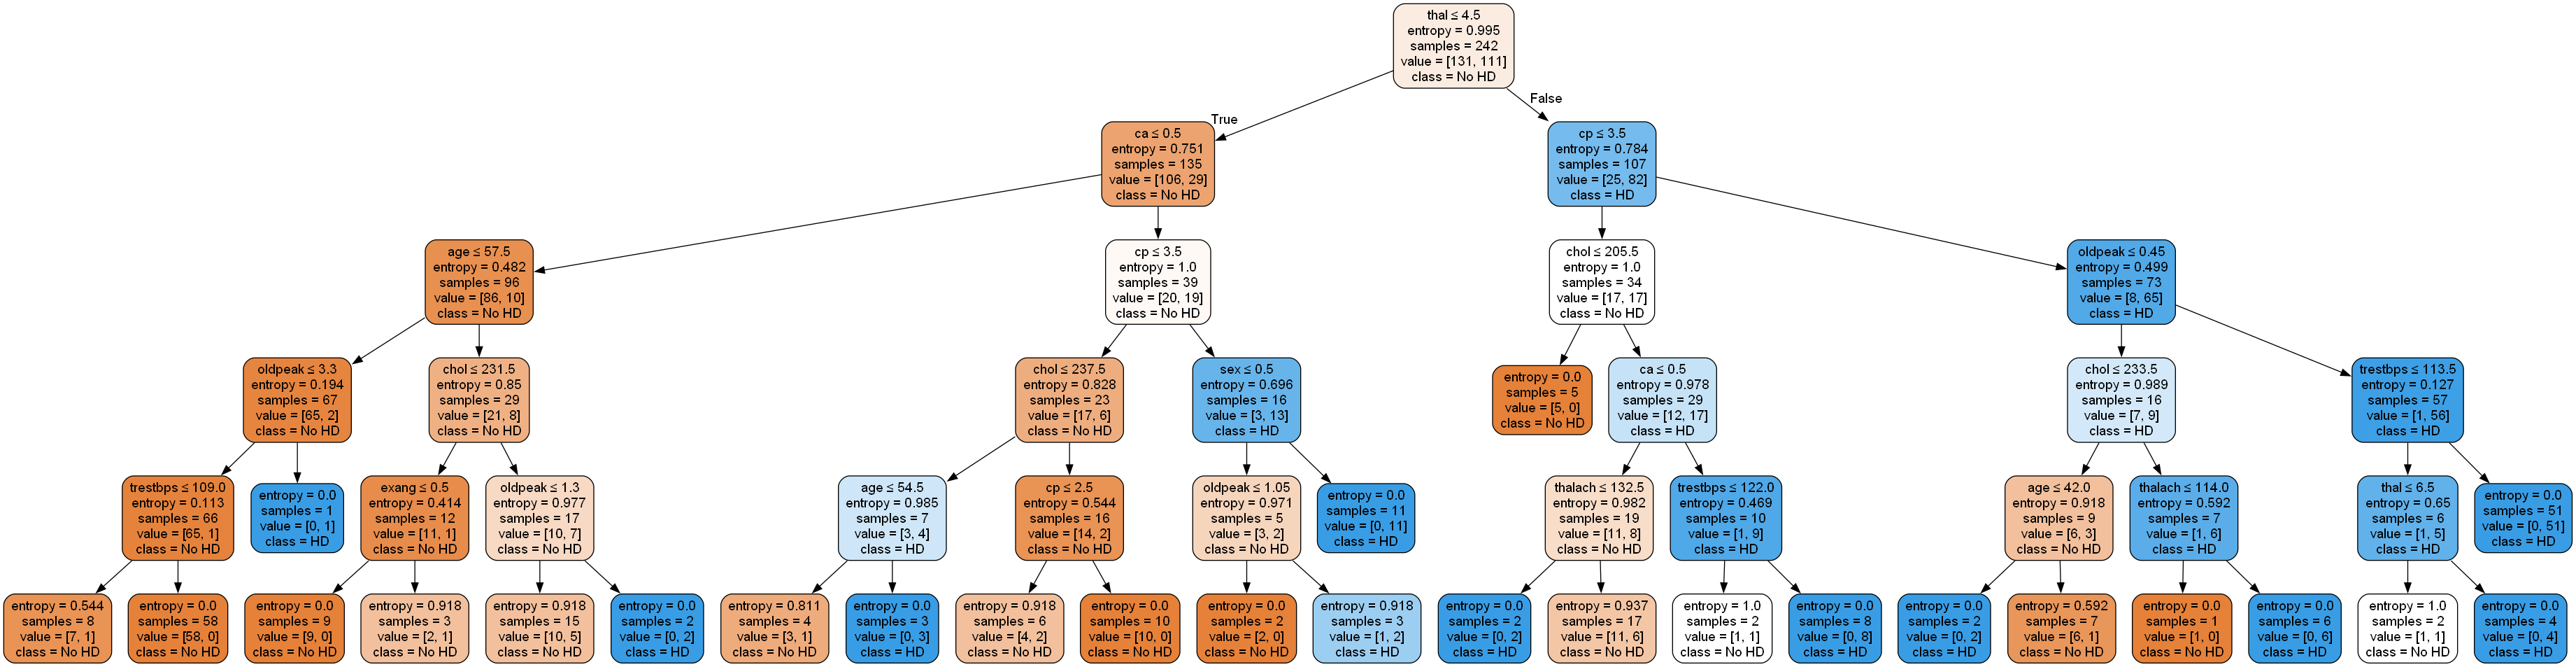 thal ≤ 4.5
entropy = 0.995
samples = 242
value = [131, 111]
class = No HD
True
False
ca ≤ 0.5
entropy = 0.751
samples = 135
value = [106, 29]
class = No HD
cp ≤ 3.5
entropy = 0.784
samples = 107
value = [25, 82]
class = HD
age ≤ 57.5
entropy = 0.482
samples = 96
value = [86, 10]
class = No HD
cp ≤ 3.5
entropy = 1.0
samples = 39
value = [20, 19]
class = No HD
chol ≤ 205.5
entropy = 1.0
samples = 34
value = [17, 17]
class = No HD
oldpeak ≤ 0.45
entropy = 0.499
samples = 73
value = [8, 65]
class = HD
oldpeak ≤ 3.3
entropy = 0.194
samples = 67
value = [65, 2]
class = No HD
chol ≤ 231.5
entropy = 0.85
samples = 29
value = [21, 8]
class = No HD
chol ≤ 237.5
entropy = 0.828
samples = 23
value = [17, 6]
class = No HD
sex ≤ 0.5
entropy = 0.696
samples = 16
value = [3, 13]
class = HD
entropy = 0.0
samples = 5
value = [5, 0]
class = No HD
ca ≤ 0.5
entropy = 0.978
samples = 29
value = [12, 17]
class = HD
chol ≤ 233.5
entropy = 0.989
samples = 16
value = [7, 9]
class = HD
trestbps ≤ 113.5
entropy = 0.127
samples = 57
value = [1, 56]
class = HD
trestbps ≤ 109.0
entropy = 0.113
samples = 66
value = [65, 1]
class = No HD
entropy = 0.0
samples = 1
value = [0, 1]
class = HD
exang ≤ 0.5
entropy = 0.414
samples = 12
value = [11, 1]
class = No HD
oldpeak ≤ 1.3
entropy = 0.977
samples = 17
value = [10, 7]
class = No HD
age ≤ 54.5
entropy = 0.985
samples = 7
value = [3, 4]
class = HD
cp ≤ 2.5
entropy = 0.544
samples = 16
value = [14, 2]
class = No HD
oldpeak ≤ 1.05
entropy = 0.971
samples = 5
value = [3, 2]
class = No HD
entropy = 0.0
samples = 11
value = [0, 11]
class = HD
thalach ≤ 132.5
entropy = 0.982
samples = 19
value = [11, 8]
class = No HD
trestbps ≤ 122.0
entropy = 0.469
samples = 10
value = [1, 9]
class = HD
age ≤ 42.0
entropy = 0.918
samples = 9
value = [6, 3]
class = No HD
thalach ≤ 114.0
entropy = 0.592
samples = 7
value = [1, 6]
class = HD
thal ≤ 6.5
entropy = 0.65
samples = 6
value = [1, 5]
class = HD
entropy = 0.0
samples = 51
value = [0, 51]
class = HD
entropy = 0.544
samples = 8
value = [7, 1]
class = No HD
entropy = 0.0
samples = 58
value = [58, 0]
class = No HD
entropy = 0.0
samples = 9
value = [9, 0]
class = No HD
entropy = 0.918
samples = 3
value = [2, 1]
class = No HD
entropy = 0.918
samples = 15
value = [10, 5]
class = No HD
entropy = 0.0
samples = 2
value = [0, 2]
class = HD
entropy = 0.811
samples = 4
value = [3, 1]
class = No HD
entropy = 0.0
samples = 3
value = [0, 3]
class = HD
entropy = 0.918
samples = 6
value = [4, 2]
class = No HD
entropy = 0.0
samples = 10
value = [10, 0]
class = No HD
entropy = 0.0
samples = 2
value = [2, 0]
class = No HD
entropy = 0.918
samples = 3
value = [1, 2]
class = HD
entropy = 0.0
samples = 2
value = [0, 2]
class = HD
entropy = 0.937
samples = 17
value = [11, 6]
class = No HD
entropy = 1.0
samples = 2
value = [1, 1]
class = No HD
entropy = 0.0
samples = 8
value = [0, 8]
class = HD
entropy = 0.0
samples = 2
value = [0, 2]
class = HD
entropy = 0.592
samples = 7
value = [6, 1]
class = No HD
entropy = 0.0
samples = 1
value = [1, 0]
class = No HD
entropy = 0.0
samples = 6
value = [0, 6]
class = HD
entropy = 1.0
samples = 2
value = [1, 1]
class = No HD
entropy = 0.0
samples = 4
value = [0, 4]
class = HD